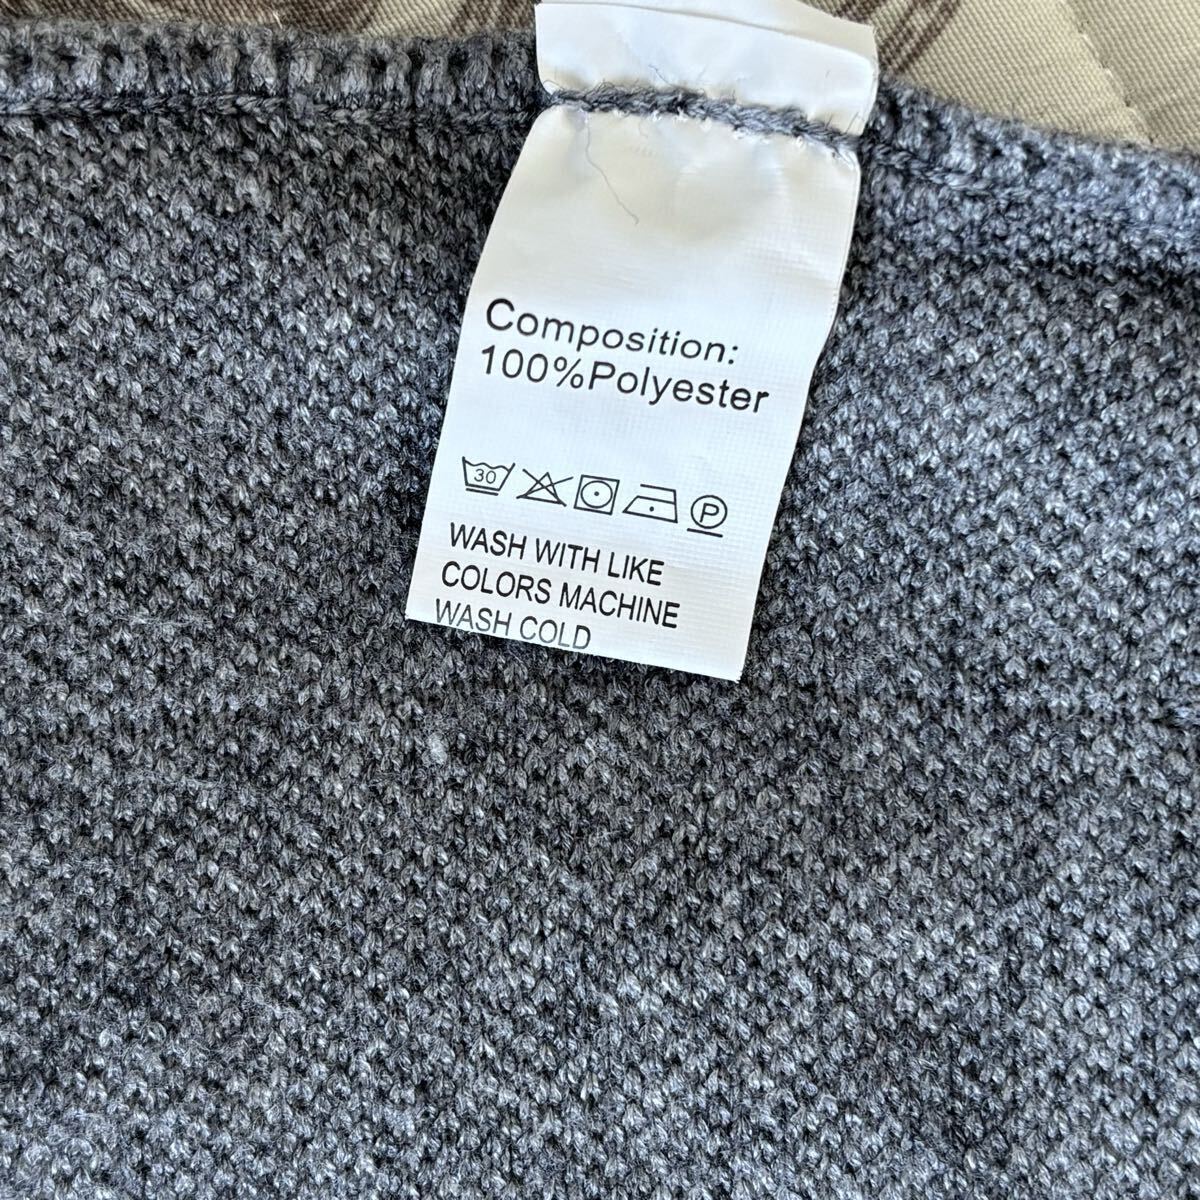 Composition:
100%Polyester
30 P
WASH WITH LIKE
COLORS MACHINE
WASH COLD